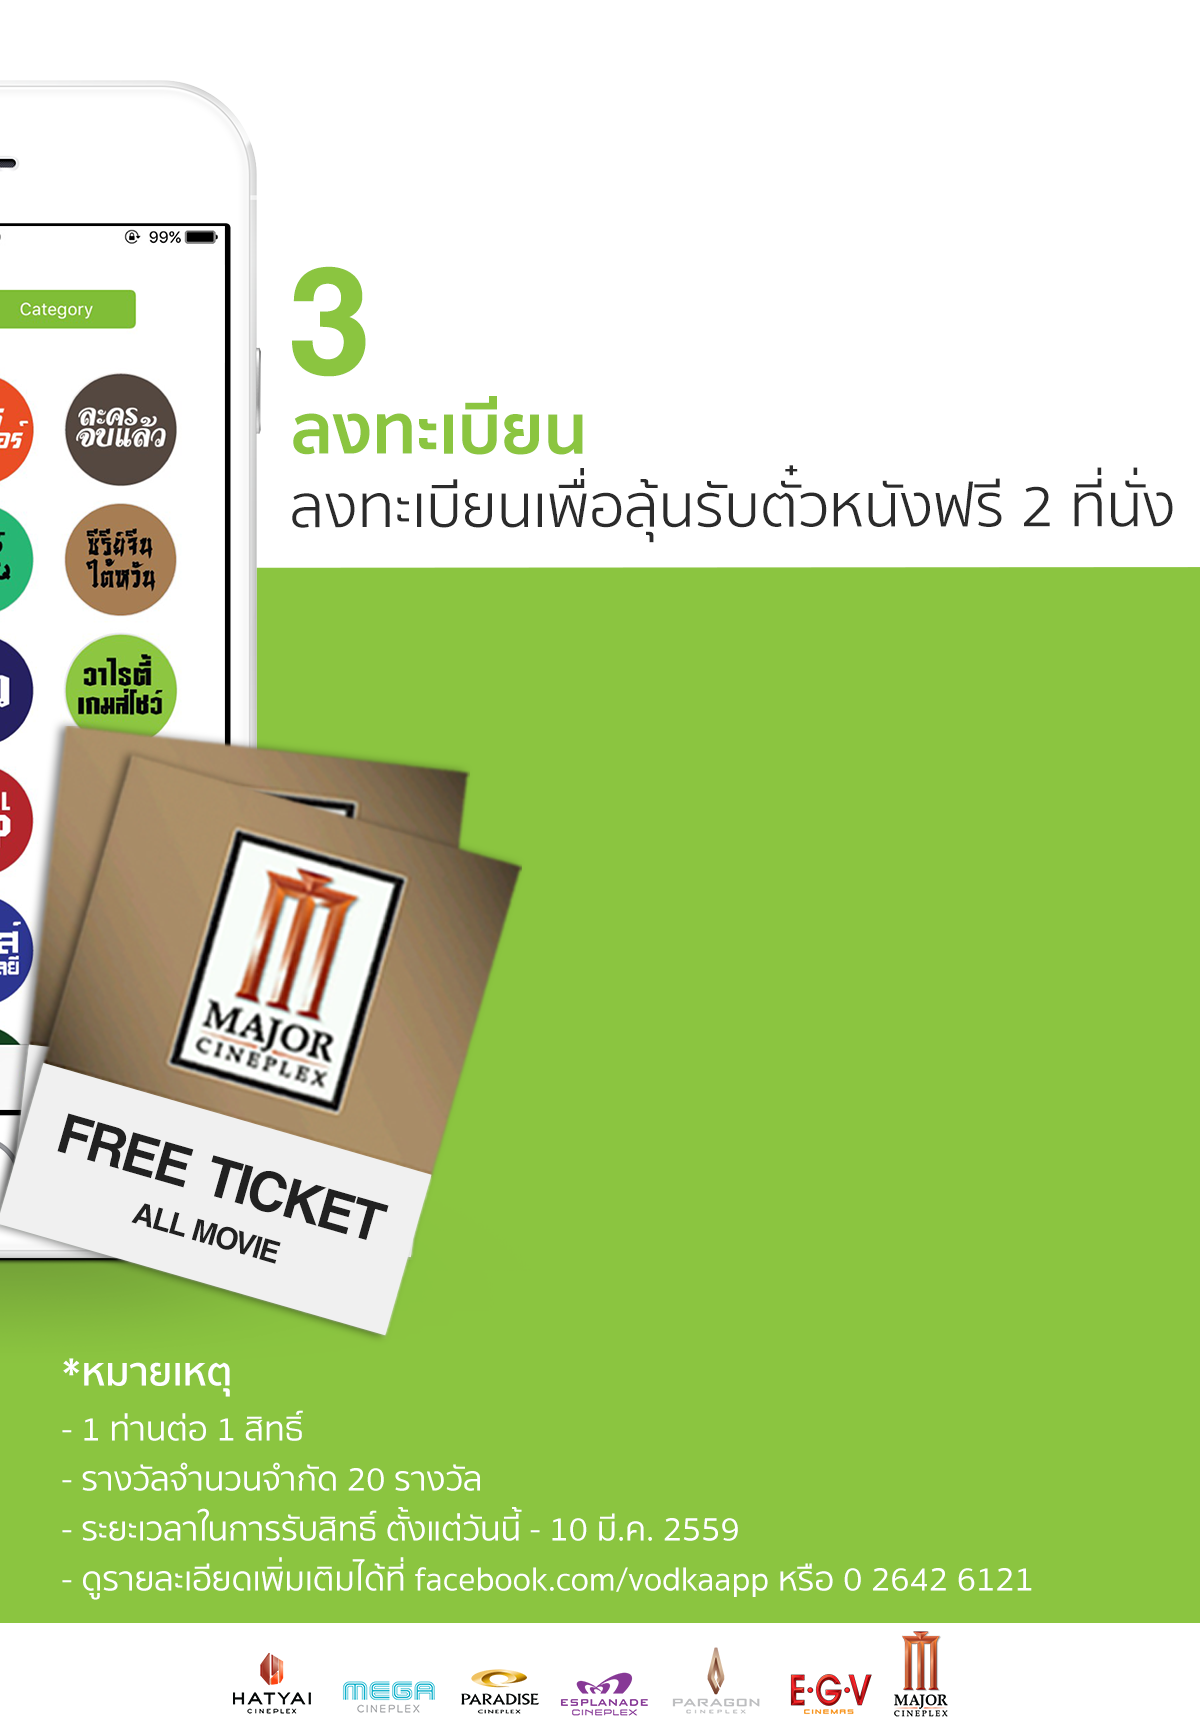 99%
Category
ละคร
จบแล้ว
ซีรีย์จีน
ไต้หวัน
วาไรตี้
เกมส์โชว์
3
ลงทะเบียน
ลงทะเบียนเพื่อลุ้นรับตั๋วหนังฟรี 2 ที่นั่ง
MAJOR
CINEPLEX
FREE TICKET
ALL MOVIE
*หมายเหตุ
- 1 ท่านต่อ 1 สิทธิ์
- รางวัลจำนวนจำกัด 20 รางวัล
- ระยะเวลาในการรับสิทธิ์ ตั้งแต่วันนี้ - 10 มี.ค. 2559
- ดูรายละเอียดเพิ่มเติมได้ที่ facebook.com/vodkaapp หรือ 0 2642 6121
HATYAI
CINEPLEX
MEGA
CINEPLEX
PARADISE
CINEPLEX
ESPLANADE
CINEPLEX
PARAGON
CINEPLEX
E·G·V
CINEMAS
MAJOR
CINEPLEX